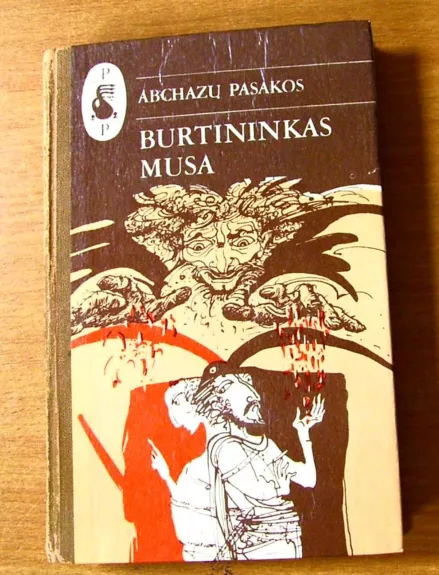 P
P
ABCHAZŲ PASAKOS
BURTININKAS
MUSA